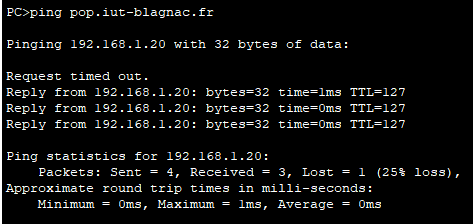 PC>ping pop.iut-blagnac.fr
Pinging 192.168.1.20 with 32 bytes of data:
Request timed out.
Reply from 192.168.1.20: bytes=32 time=1ms TTL=127
Reply from 192.168.1.20: bytes=32 time=0ms TTL=127
Reply from 192.168.1.20: bytes=32 time=0ms TTL=127
Ping statistics for 192.168.1.20:
Packets: Sent = 4, Received = 3, Lost = 1 (25% loss),
Approximate round trip times in milli-seconds:
Minimum = 0ms, Maximum = 1ms, Average = 0ms